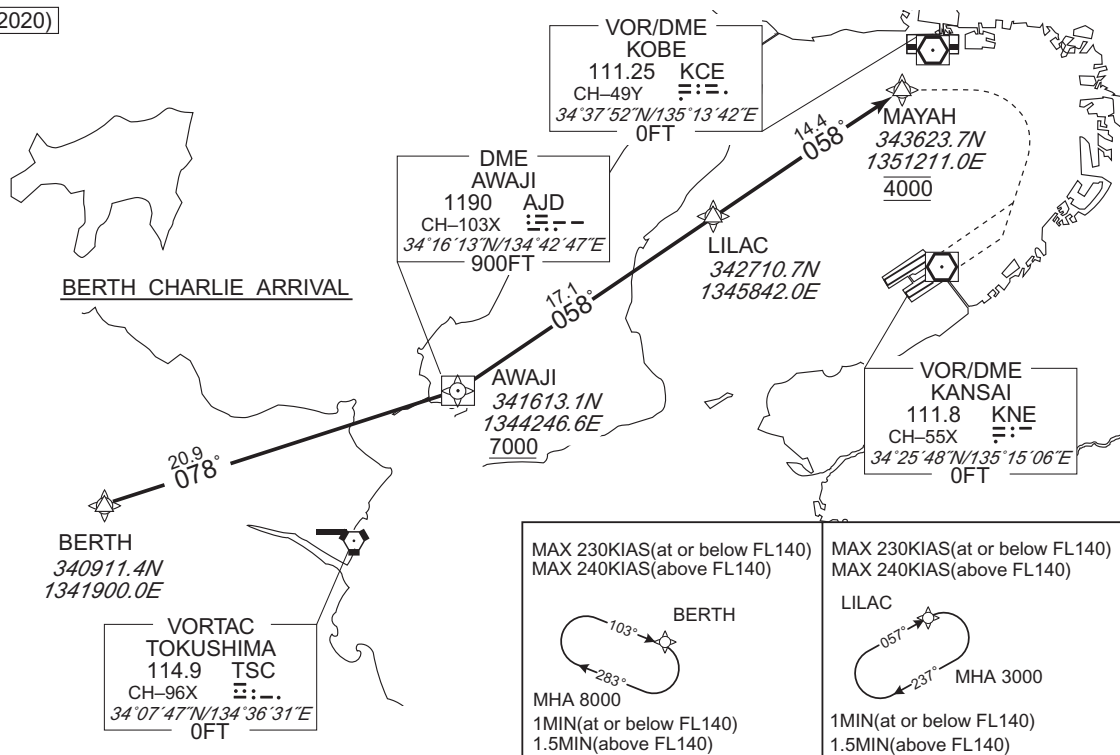 2020)
VOR/DME
KOBE
111.25 KCE
CH–49Y
34°37´52˝N/135°13´42˝E
0FT
MAYAH
343623.7N
1351211.0E
4000
14.4
058°
DME
AWAJI
1190 AJD
CH–103X
34°16´13˝N/134°42´47˝E
900FT
LILAC
342710.7N
1345842.0E
BERTH CHARLIE ARRIVAL
17.1
058°
AWAJI
341613.1N
1344246.6E
7000
VOR/DME
KANSAI
111.8 KNE
CH–55X
34°25´48˝N/135°15´06˝E
0FT
20.9
078°
BERTH
340911.4N
1341900.0E
VORTAC
TOKUSHIMA
114.9 TSC
CH–96X
34°07´47˝N/134°36´31˝E
0FT
MAX 230KIAS(at or below FL140)
MAX 240KIAS(above FL140)
BERTH
103°
283°
MHA 8000
1MIN(at or below FL140)
1.5MIN(above FL140)
MAX 230KIAS(at or below FL140)
MAX 240KIAS(above FL140)
LILAC
057°
237°
MHA 3000
1MIN(at or below FL140)
1.5MIN(above FL140)